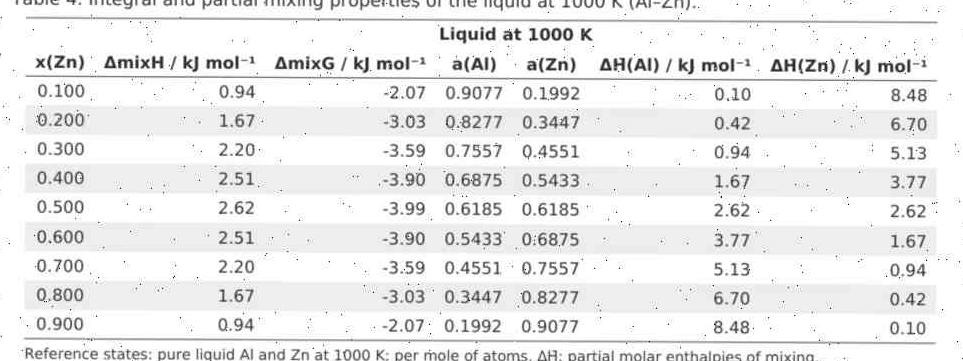 Table 4. Integral and partial mixing properties of the liquid at 1000 K (Al–Zn).
Liquid at 1000 K
x(Zn) ΔmixH / kJ mol⁻¹ ΔmixG / kJ mol⁻¹ a(Al) a(Zn) ΔH(Al) / kJ mol⁻¹ ΔH(Zn) / kJ mol⁻¹
0.100 0.94 -2.07 0.9077 0.1992 0.10 8.48
0.200 1.67 -3.03 0.8277 0.3447 0.42 6.70
0.300 2.20 -3.59 0.7557 0.4551 0.94 5.13
0.400 2.51 -3.90 0.6875 0.5433 1.67 3.77
0.500 2.62 -3.99 0.6185 0.6185 2.62 2.62
0.600 2.51 -3.90 0.5433 0.6875 3.77 1.67
0.700 2.20 -3.59 0.4551 0.7557 5.13 0.94
0.800 1.67 -3.03 0.3447 0.8277 6.70 0.42
0.900 0.94 -2.07 0.1992 0.9077 8.48 0.10
Reference states: pure liquid Al and Zn at 1000 K; per mole of atoms. ΔH: partial molar enthalpies of mixing.